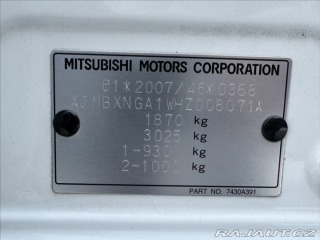 MITSUBISHI MOTORS CORPORATION
e1*2007/46*0368
1870 kg
3025 kg
1-930 kg
2-1000 kg
PART NO. 7430A391
RAJAUT.CZ